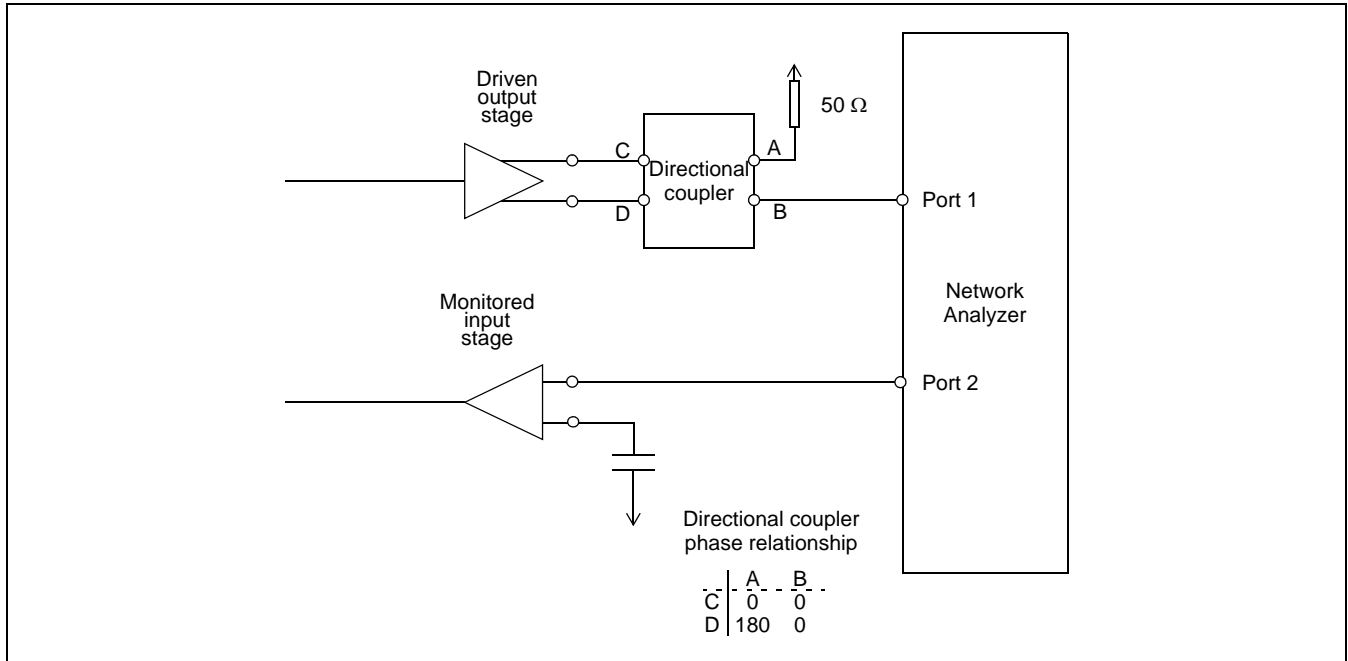 Driven
output
stage
50 Ω
C
A
Directional
coupler
D
B
Port 1
Monitored
input
stage
Network
Analyzer
Port 2
Directional coupler
phase relationship
A B
C 0 0
D 180 0